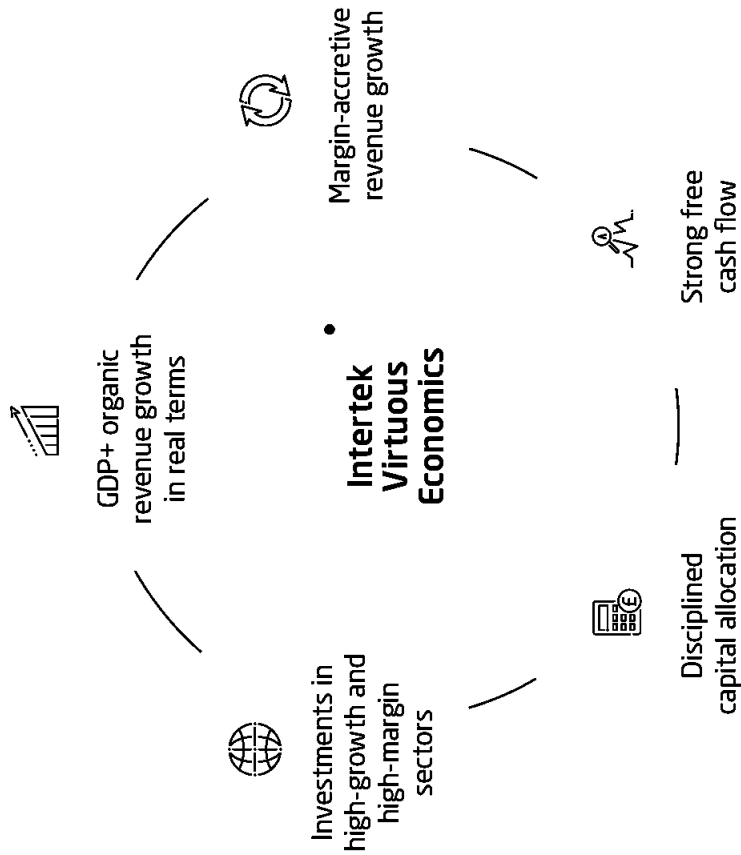 GDP+ organic
revenue growth
in real terms
Margin-accretive
revenue growth
Strong free
cash flow
Disciplined
capital allocation
Investments in
high-growth and
high-margin
sectors
Intertek
Virtuous
Economics
£